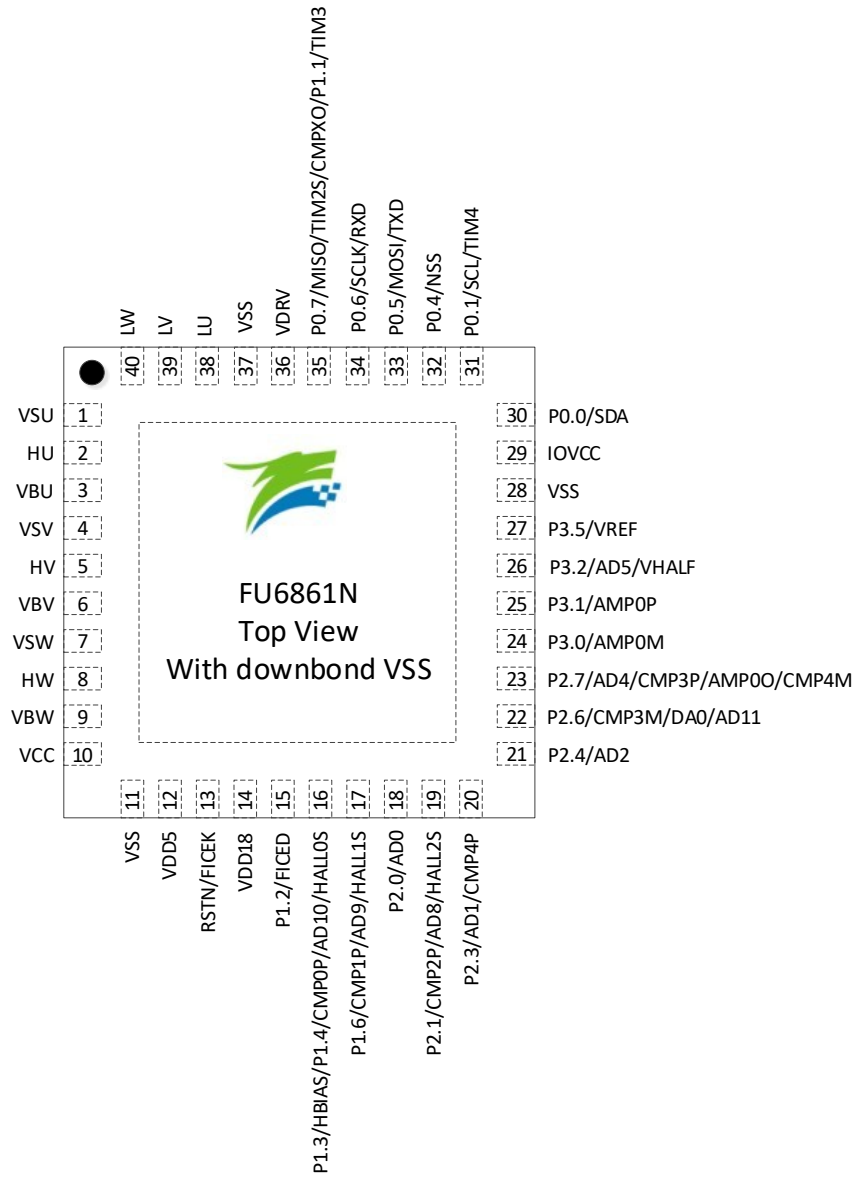 LW
LV
LU
VSS
VDRV
P0.7/MISO/TIM2S/CMPXO/P1.1/TIM3
P0.6/SCLK/RXD
P0.5/MOSI/TXD
P0.4/NSS
P0.1/SCL/TIM4
40
39
38
37
36
35
34
33
32
31
VSU 1
HU 2
VBU 3
VSV 4
HV 5
VBV 6
VSW 7
HW 8
VBW 9
VCC 10
FU6861N
Top View
With downbond VSS
30 P0.0/SDA
29 IOVCC
28 VSS
27 P3.5/VREF
26 P3.2/AD5/VHALF
25 P3.1/AMP0P
24 P3.0/AMP0M
23 P2.7/AD4/CMP3P/AMP0O/CMP4M
22 P2.6/CMP3M/DA0/AD11
21 P2.4/AD2
11
12
13
14
15
16
17
18
19
20
VSS
VDD5
RSTN/FICEK
VDD18
P1.2/FICED
P1.3/HBIAS/P1.4/CMP0P/AD10/HALL0S
P1.6/CMP1P/AD9/HALL1S
P2.0/AD0
P2.1/CMP2P/AD8/HALL2S
P2.3/AD1/CMP4P